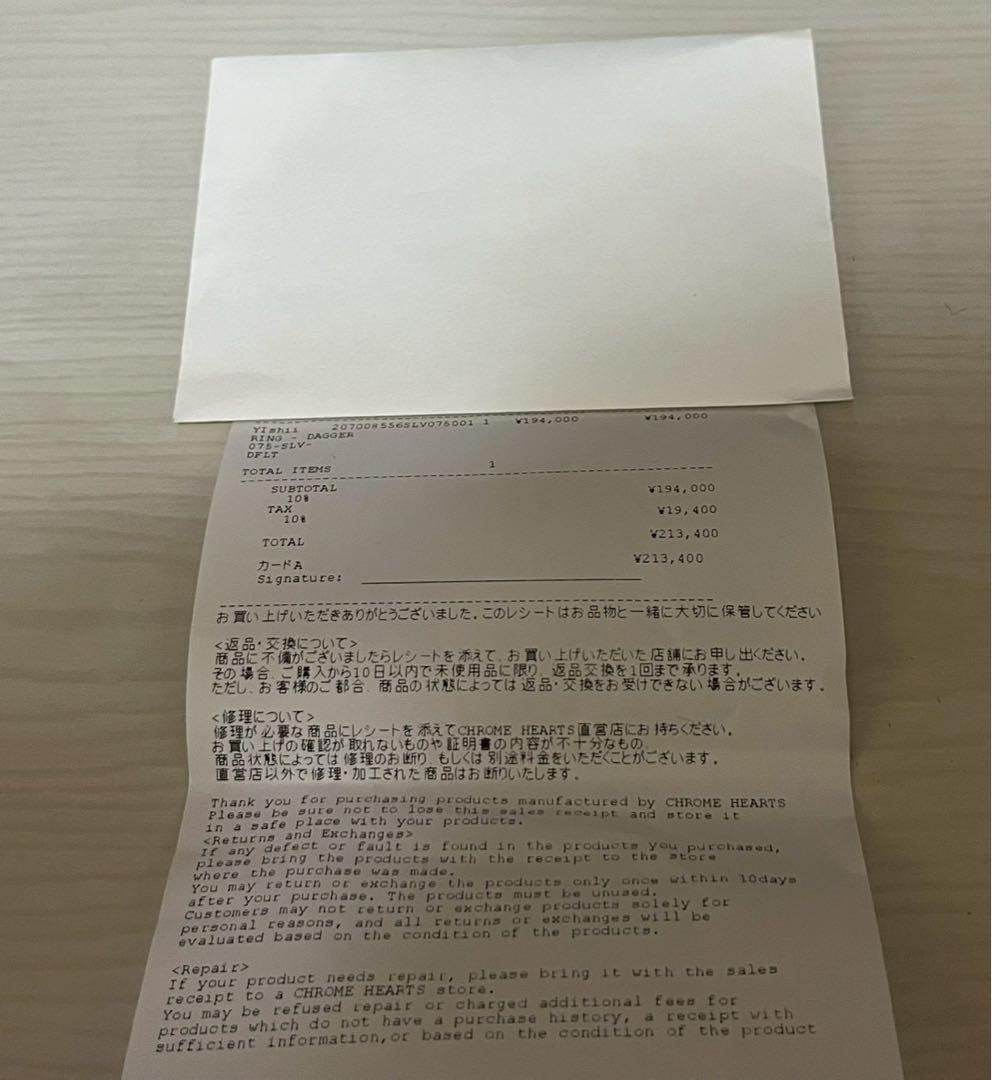 YIshii 207008556SLV075001 1 ¥194,000 ¥194,000
RING - DAGGER
075-SLV-
DFLT
TOTAL ITEMS 1
SUBTOTAL ¥194,000
10%
TAX ¥19,400
10%
TOTAL ¥213,400
カードA ¥213,400
Signature:
お買い上げいただきありがとうございました。このレシートはお品物と一緒に大切に保管してください
<返品・交換について>
商品に不備がございましたらレシートを添えて、お買い上げいただいた店舗にお申し出ください。
その場合、ご購入から10日以内で未使用品に限り、返品交換を1回まで承ります。
ただし、お客様のご都合、商品の状態によっては返品・交換をお受けできない場合がございます。
<修理について>
修理が必要な商品にレシートを添えてCHROME HEARTS直営店にお持ちください。
お買い上げの確認が取れないものや証明書の内容が不十分なもの、
商品状態によっては修理のお断り、もしくは別途料金をいただくことがございます。
直営店以外で修理・加工された商品はお断りいたします。
Thank you for purchasing products manufactured by CHROME HEARTS
Please be sure not to lose this sales receipt and store it
in a safe place with your products.
<Returns and Exchanges>
If any defect or fault is found in the products you purchased,
please bring the products with the receipt to the store
where the purchase was made.
You may return or exchange the products only once within 10days
after your purchase. The products must be unused.
Customers may not return or exchange products solely for
personal reasons, and all returns or exchanges will be
evaluated based on the condition of the products.
<Repair>
If your product needs repair, please bring it with the sales
receipt to a CHROME HEARTS store.
You may be refused repair or charged additional fees for
products which do not have a purchase history, a receipt with
sufficient information,or based on the condition of the product